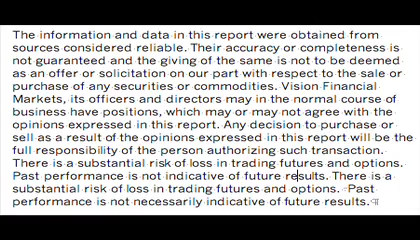 The information and data in this report were obtained from
sources considered reliable. Their accuracy or completeness is
not guaranteed and the giving of the same is not to be deemed
as an offer or solicitation on our part with respect to the sale or
purchase of any securities or commodities. Vision Financial
Markets, its officers and directors may in the normal course of
business have positions, which may or may not agree with the
opinions expressed in this report. Any decision to purchase or
sell as a result of the opinions expressed in this report will be the
full responsibility of the person authorizing such transaction.
There is a substantial risk of loss in trading futures and options.
Past performance is not indicative of future results. There is a
substantial risk of loss in trading futures and options. Past
performance is not necessarily indicative of future results.¶